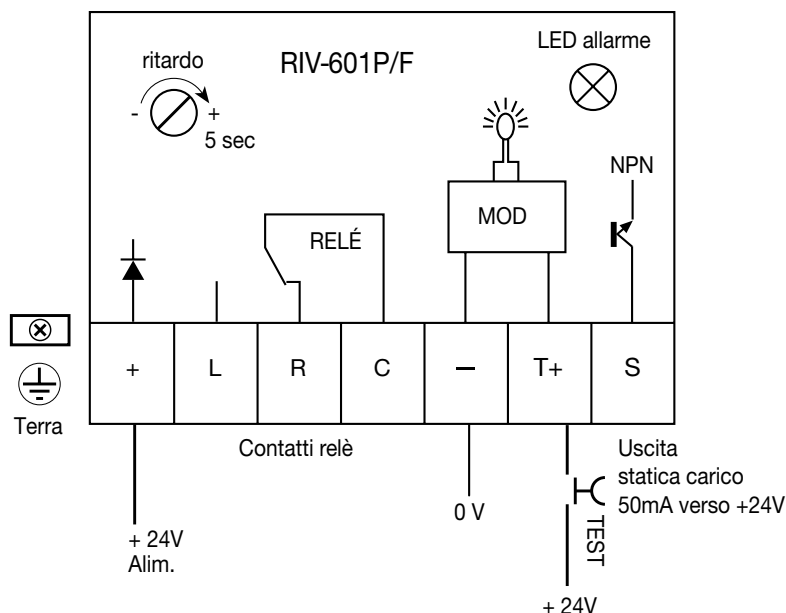 RIV-601P/F
LED allarme
ritardo
- +
5 sec
NPN
MOD
RELÉ
+ L R C − T+ S
Terra
Contatti relè
Uscita
statica carico
50mA verso +24V
0 V
TEST
+ 24V
Alim.
+ 24V